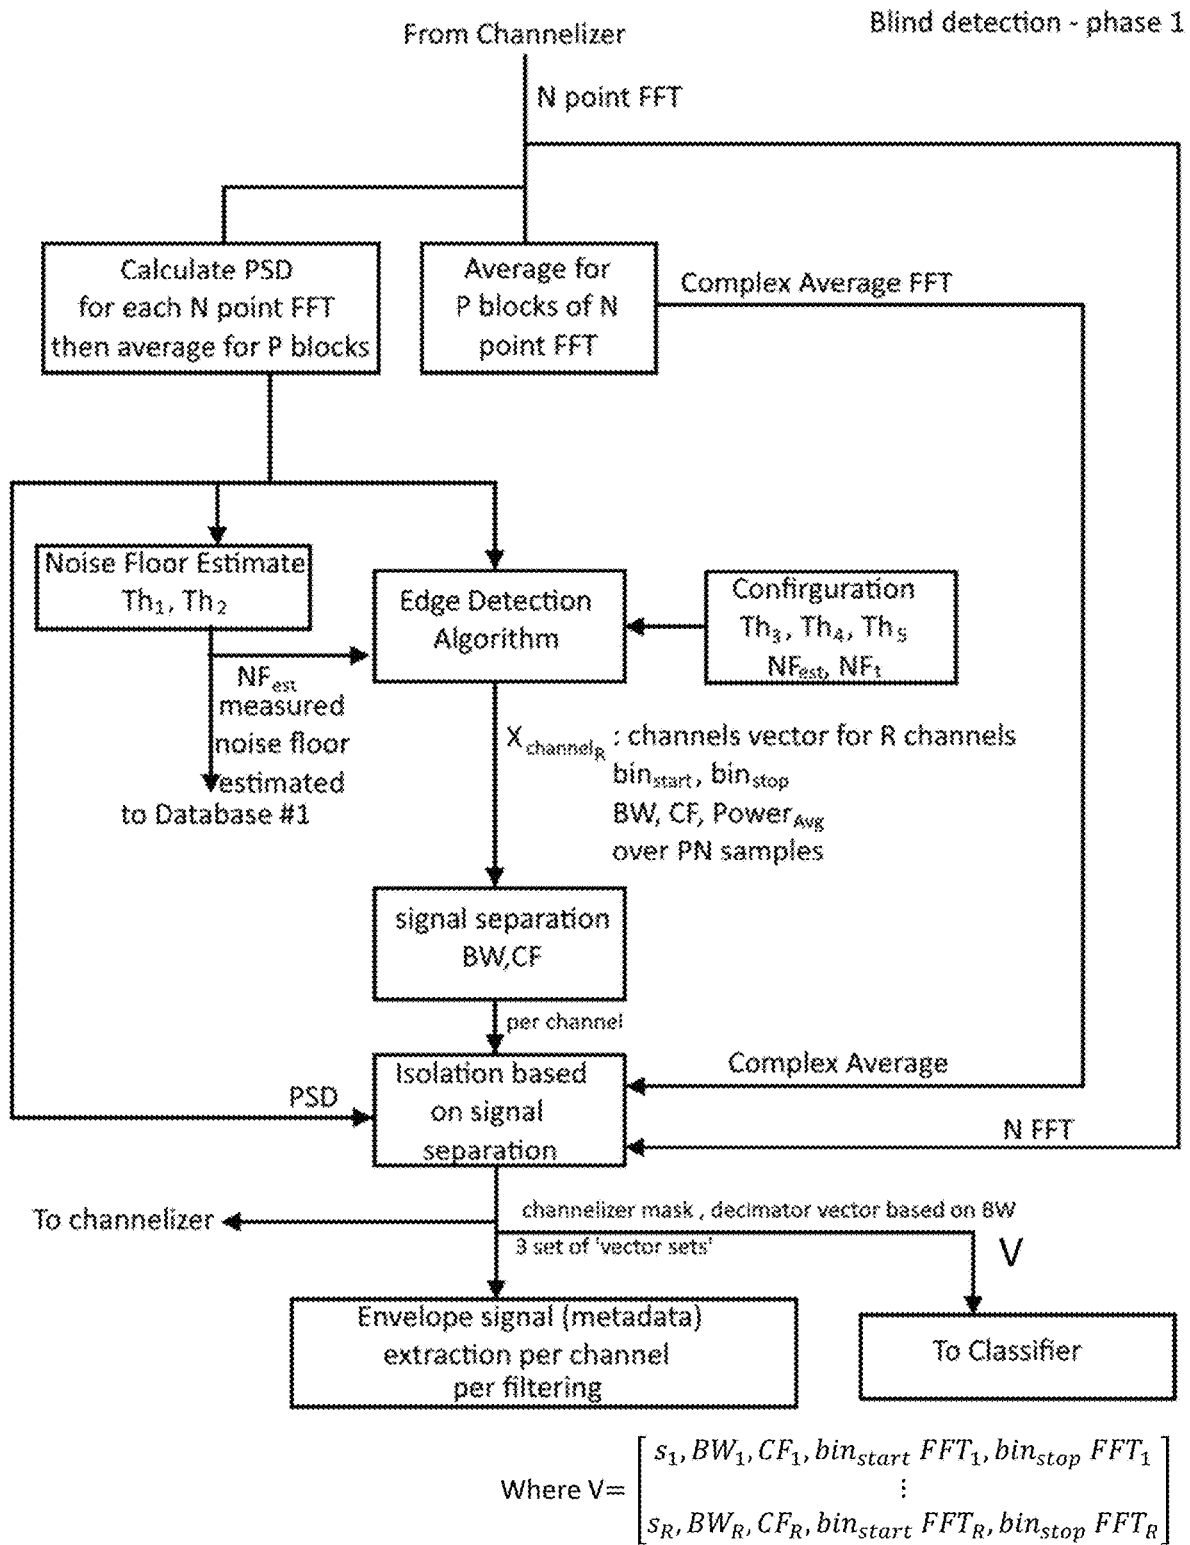 Blind detection - phase 1
From Channelizer
N point FFT
Calculate PSD
for each N point FFT
then average for P blocks
Average for
P blocks of N
point FFT
Complex Average FFT
Noise Floor Estimate
Th₁, Th₂
Edge Detection
Algorithm
Confirguration
Th₃, Th₄, Th₅
NFest, NFt
NFest
measured
noise floor
estimated
to Database #1
XchannelR : channels vector for R channels
binstart, binstop
BW, CF, PowerAvg
over PN samples
signal separation
BW,CF
per channel
Isolation based
on signal
separation
PSD
Complex Average
N FFT
To channelizer
channelizer mask , decimator vector based on BW
3 set of 'vector sets'
V
Envelope signal (metadata)
extraction per channel
per filtering
To Classifier
s₁, BW₁, CF₁, binstart FFT₁, binstop FFT₁
⋮
Where V=
sR, BWR, CFR, binstart FFTR, binstop FFTR